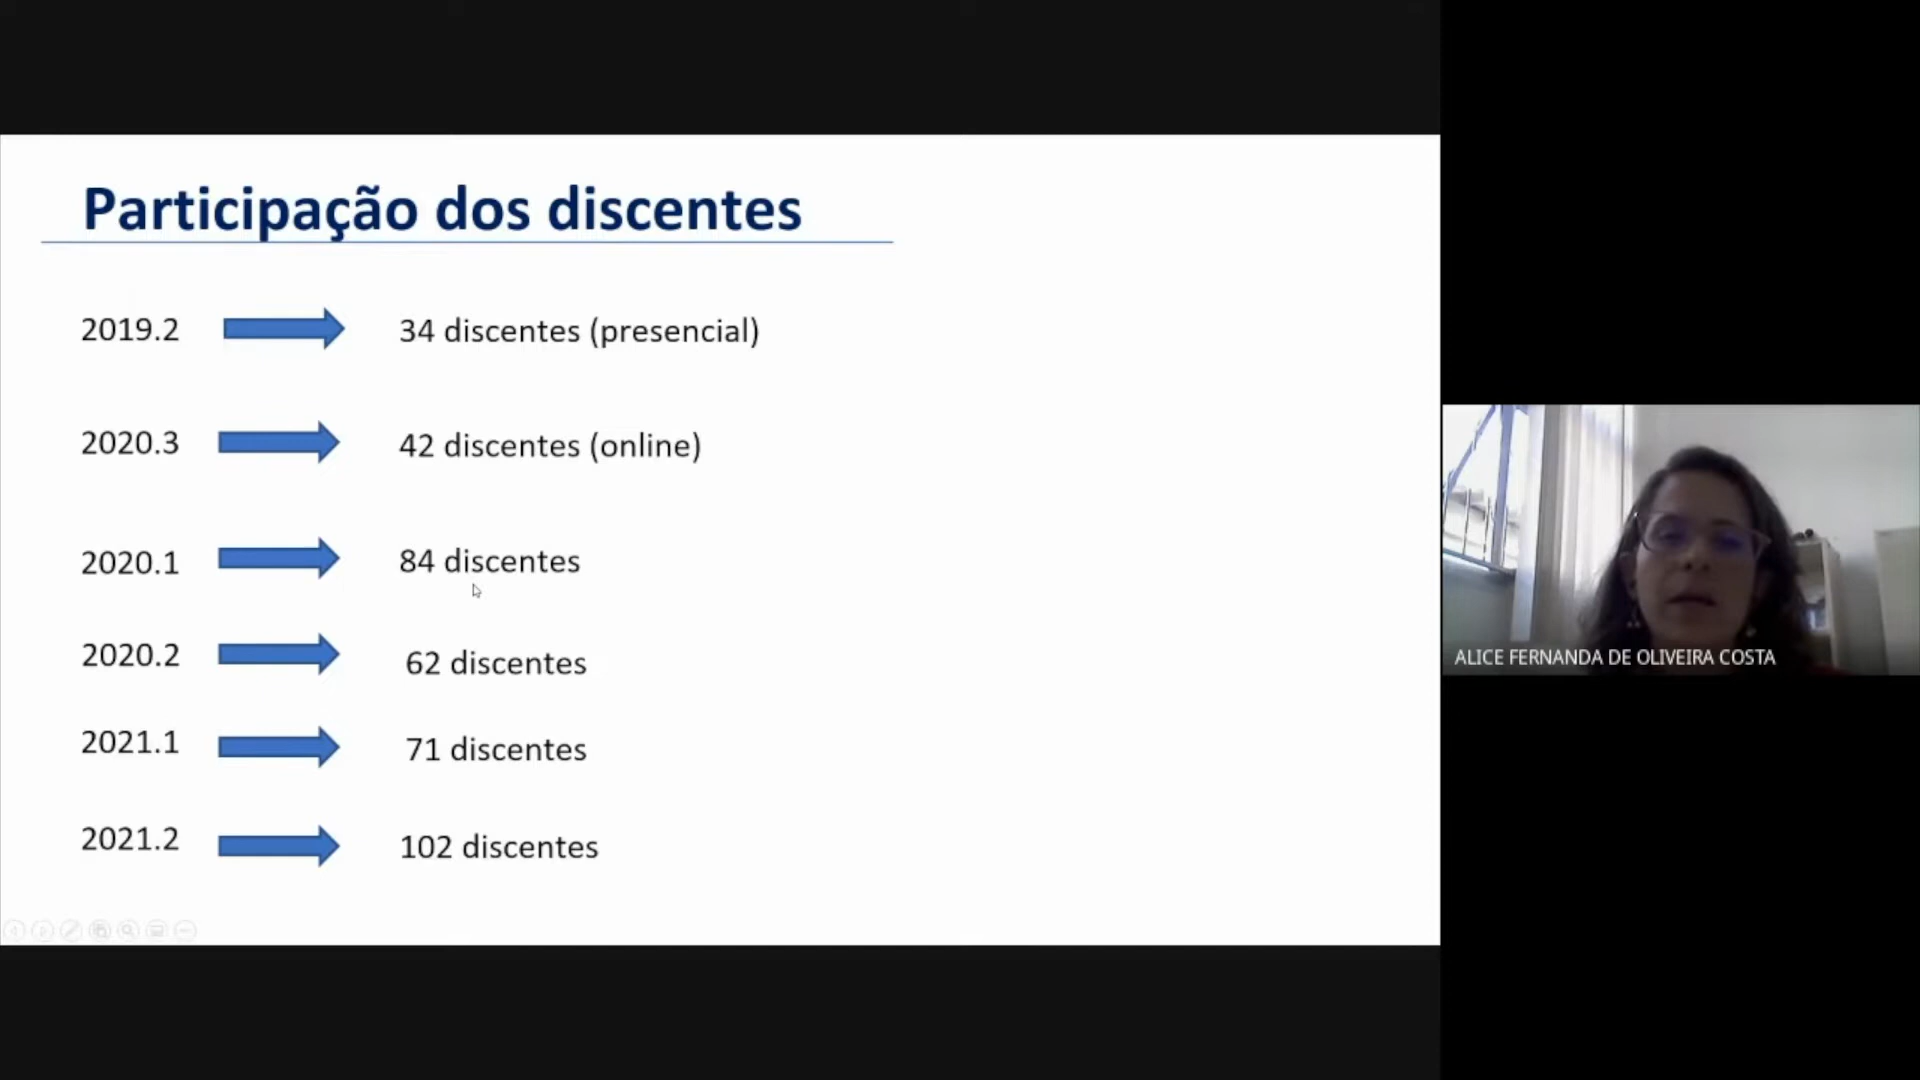 Participação dos discentes
2019.2 34 discentes (presencial)
2020.3 42 discentes (online)
2020.1 84 discentes
2020.2 62 discentes
2021.1 71 discentes
2021.2 102 discentes
ALICE FERNANDA DE OLIVEIRA COSTA